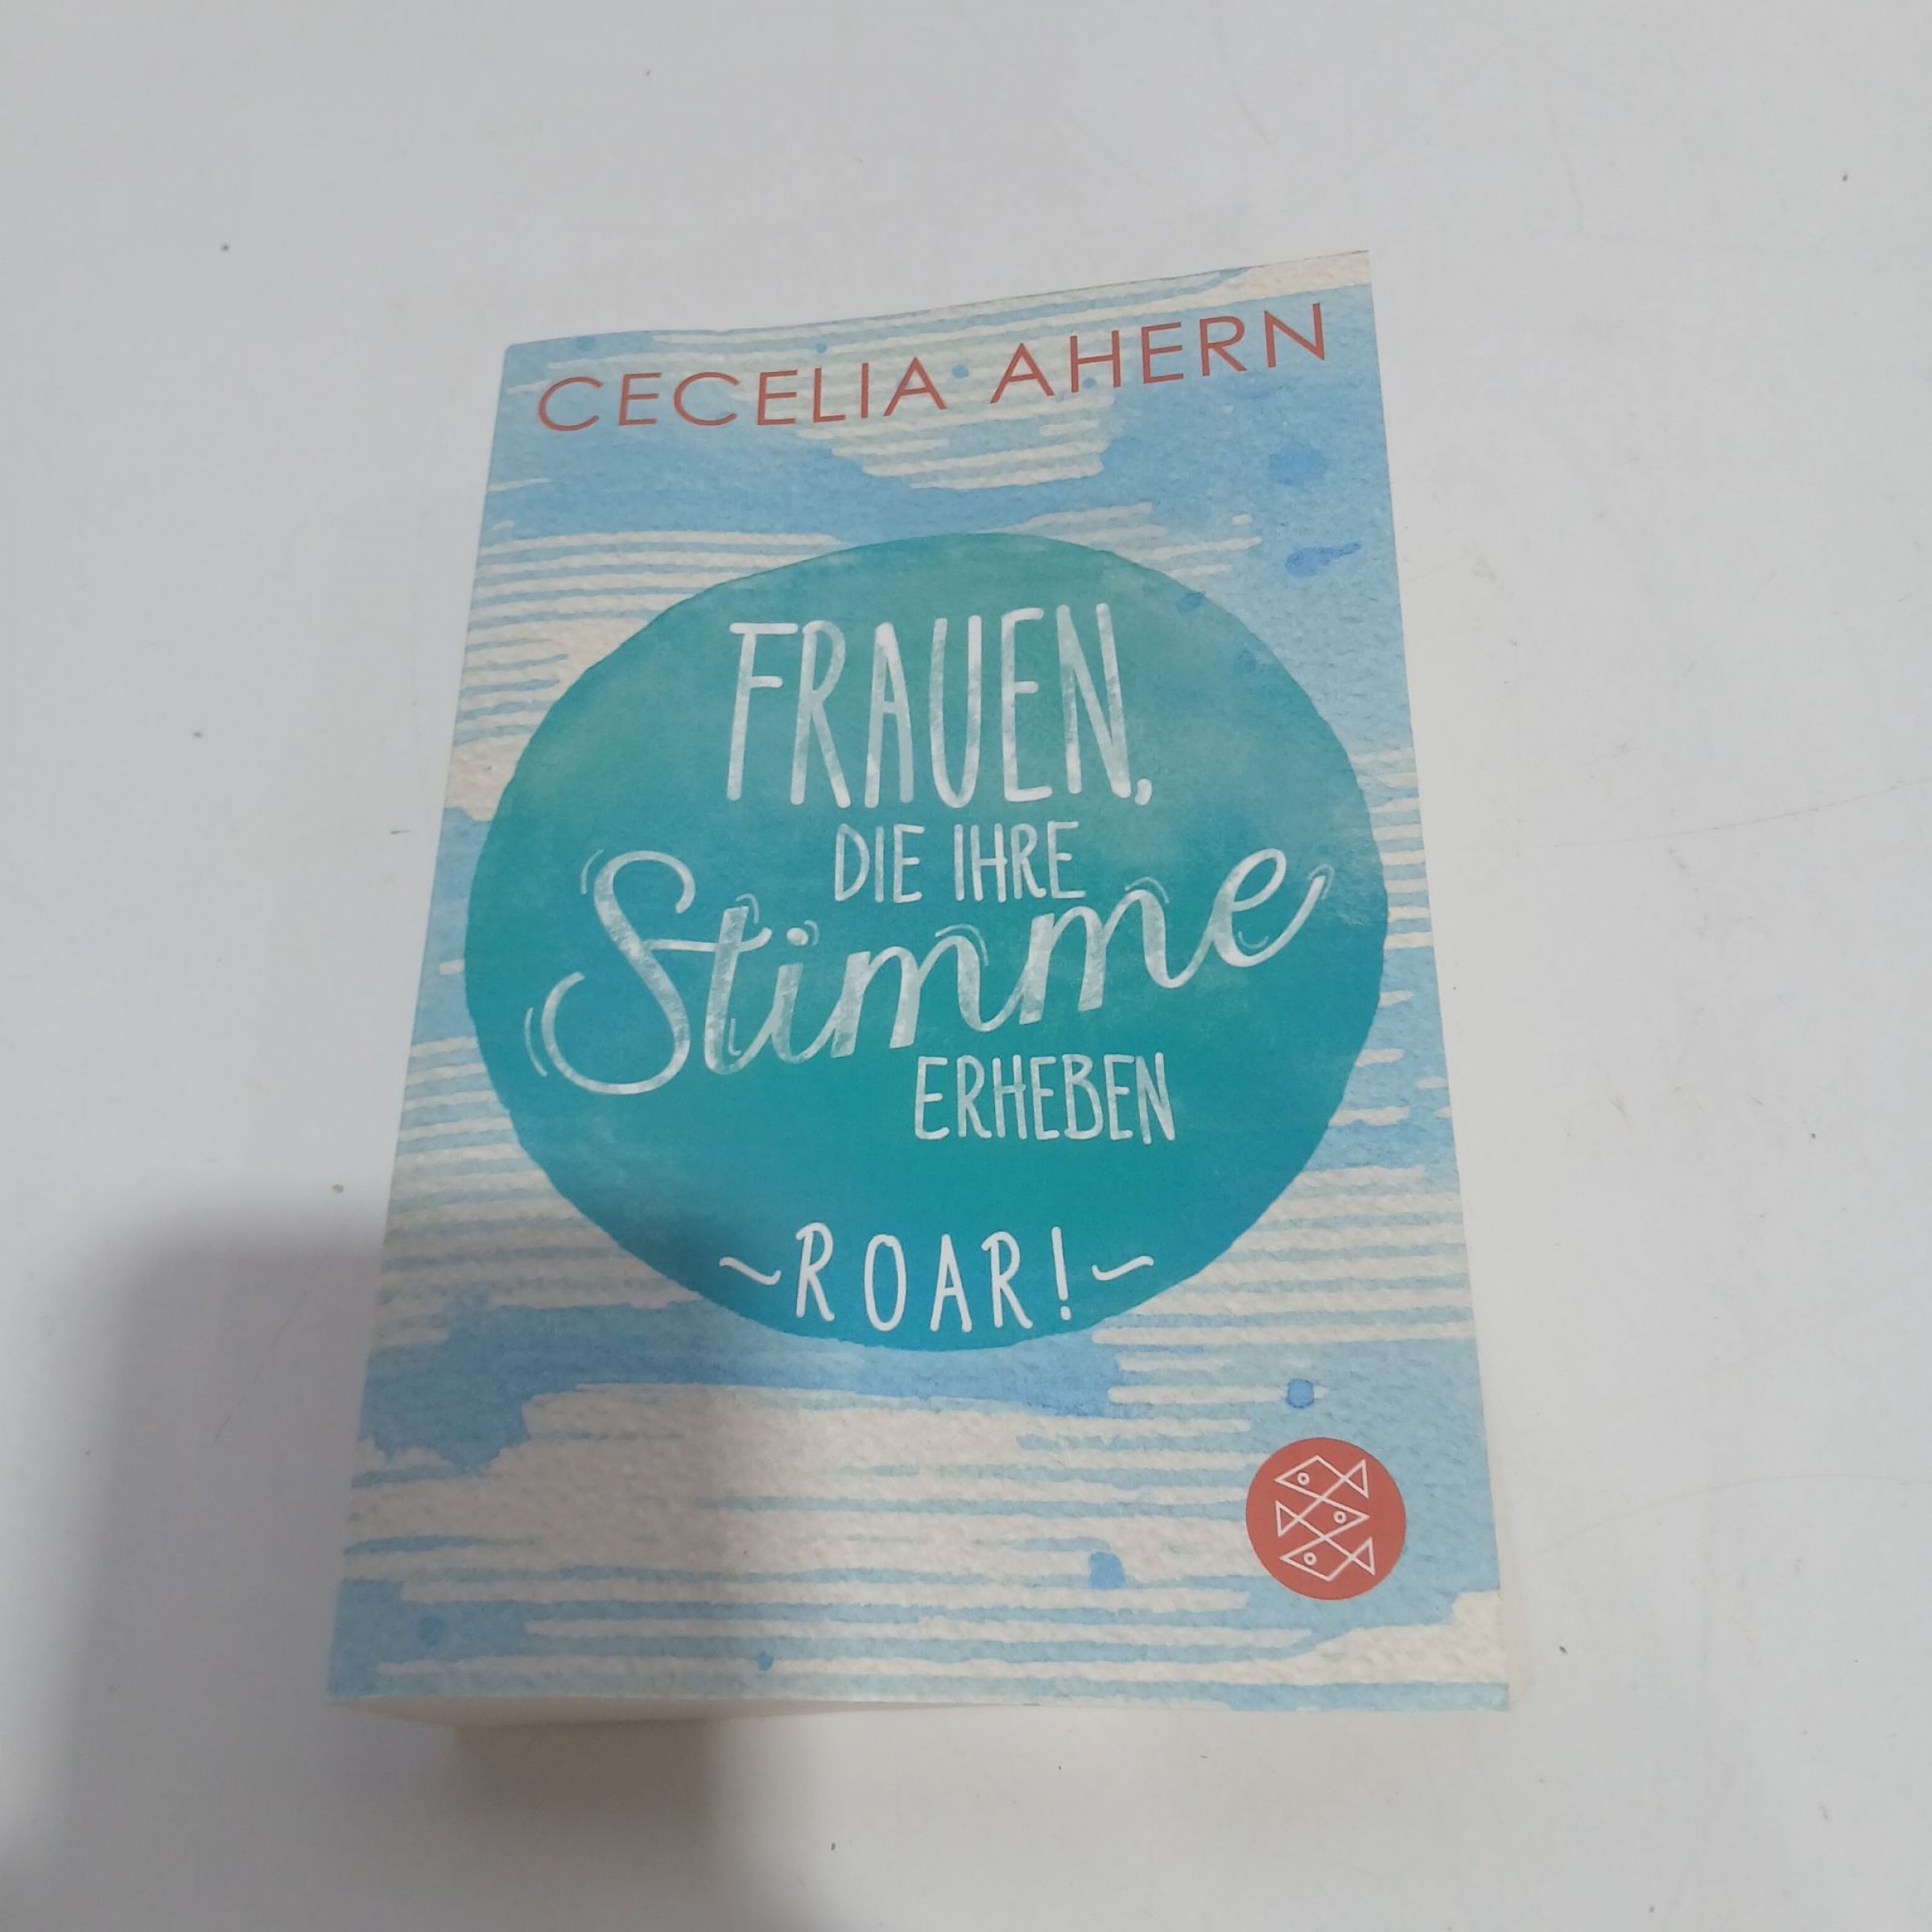 CECELIA AHERN
FRAUEN,
DIE IHRE
Stimme
ERHEBEN
~ROAR!~